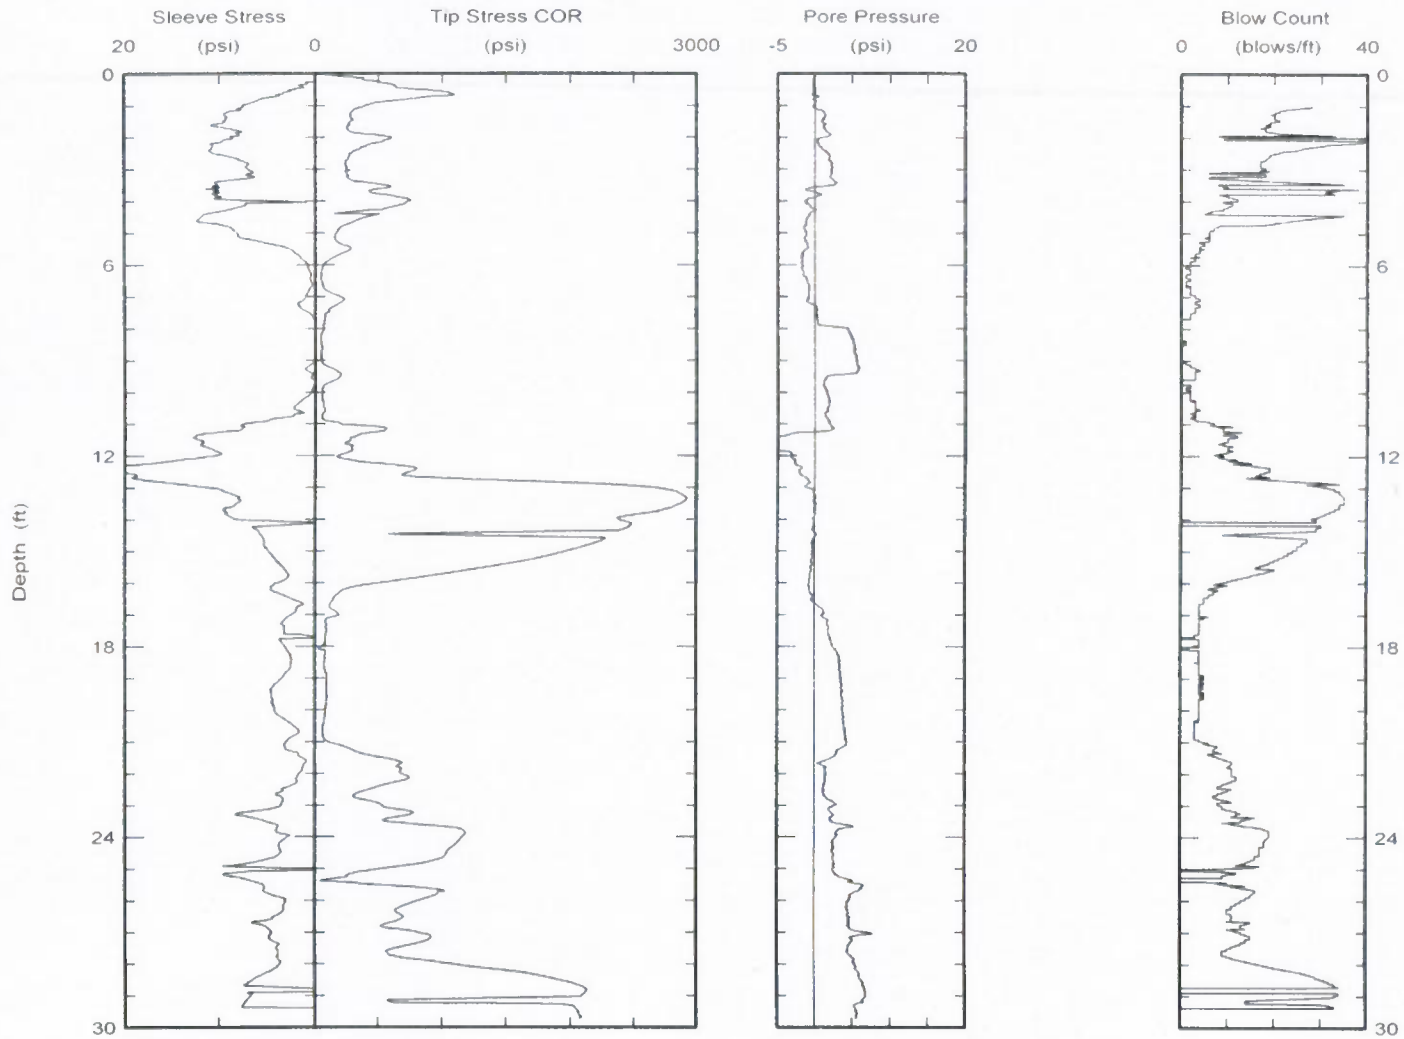 Sleeve Stress Tip Stress COR Pore Pressure Blow Count
20 (psi) 0 (psi) 3000 -5 (psi) 20 0 (blows/ft) 40
0 0
6 6
12 12
Depth (ft)
18 18
24 24
30 30